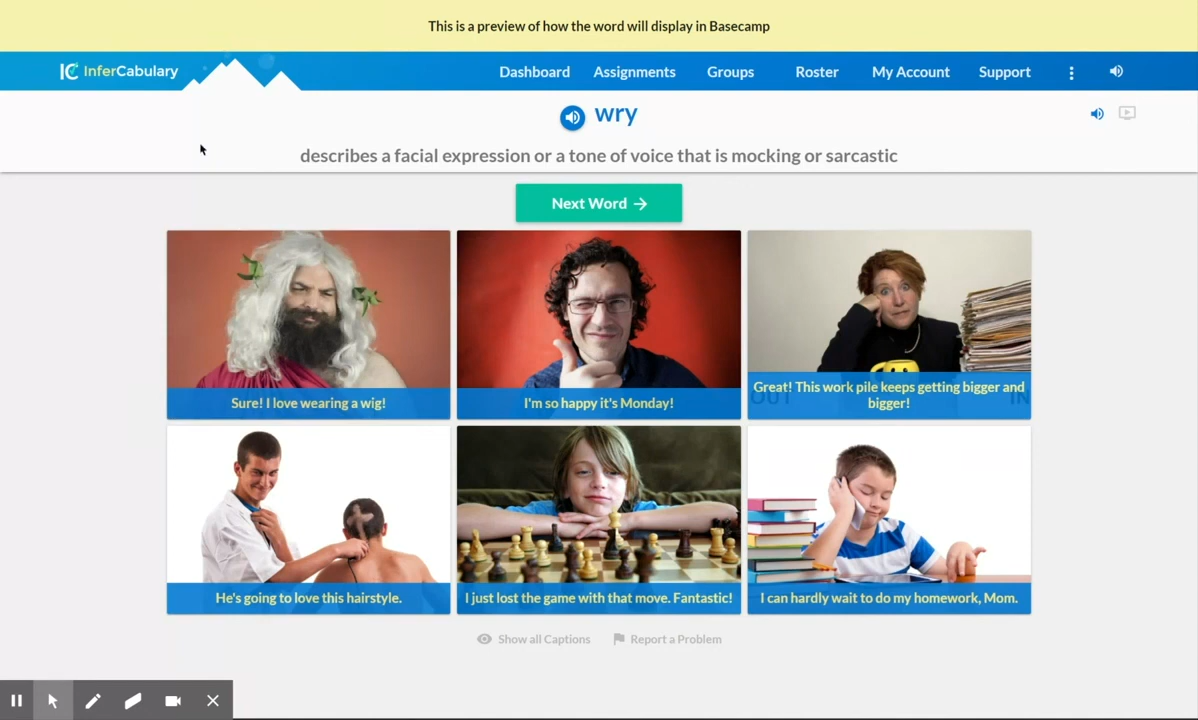 This is a preview of how the word will display in Basecamp
IC InferCabulary
Dashboard Assignments Groups Roster My Account Support
wry
describes a facial expression or a tone of voice that is mocking or sarcastic
Next Word →
Sure! I love wearing a wig!
I'm so happy it's Monday!
OUT IN
Great! This work pile keeps getting bigger and
bigger!
He's going to love this hairstyle.
I just lost the game with that move. Fantastic!
I can hardly wait to do my homework, Mom.
Show all Captions Report a Problem